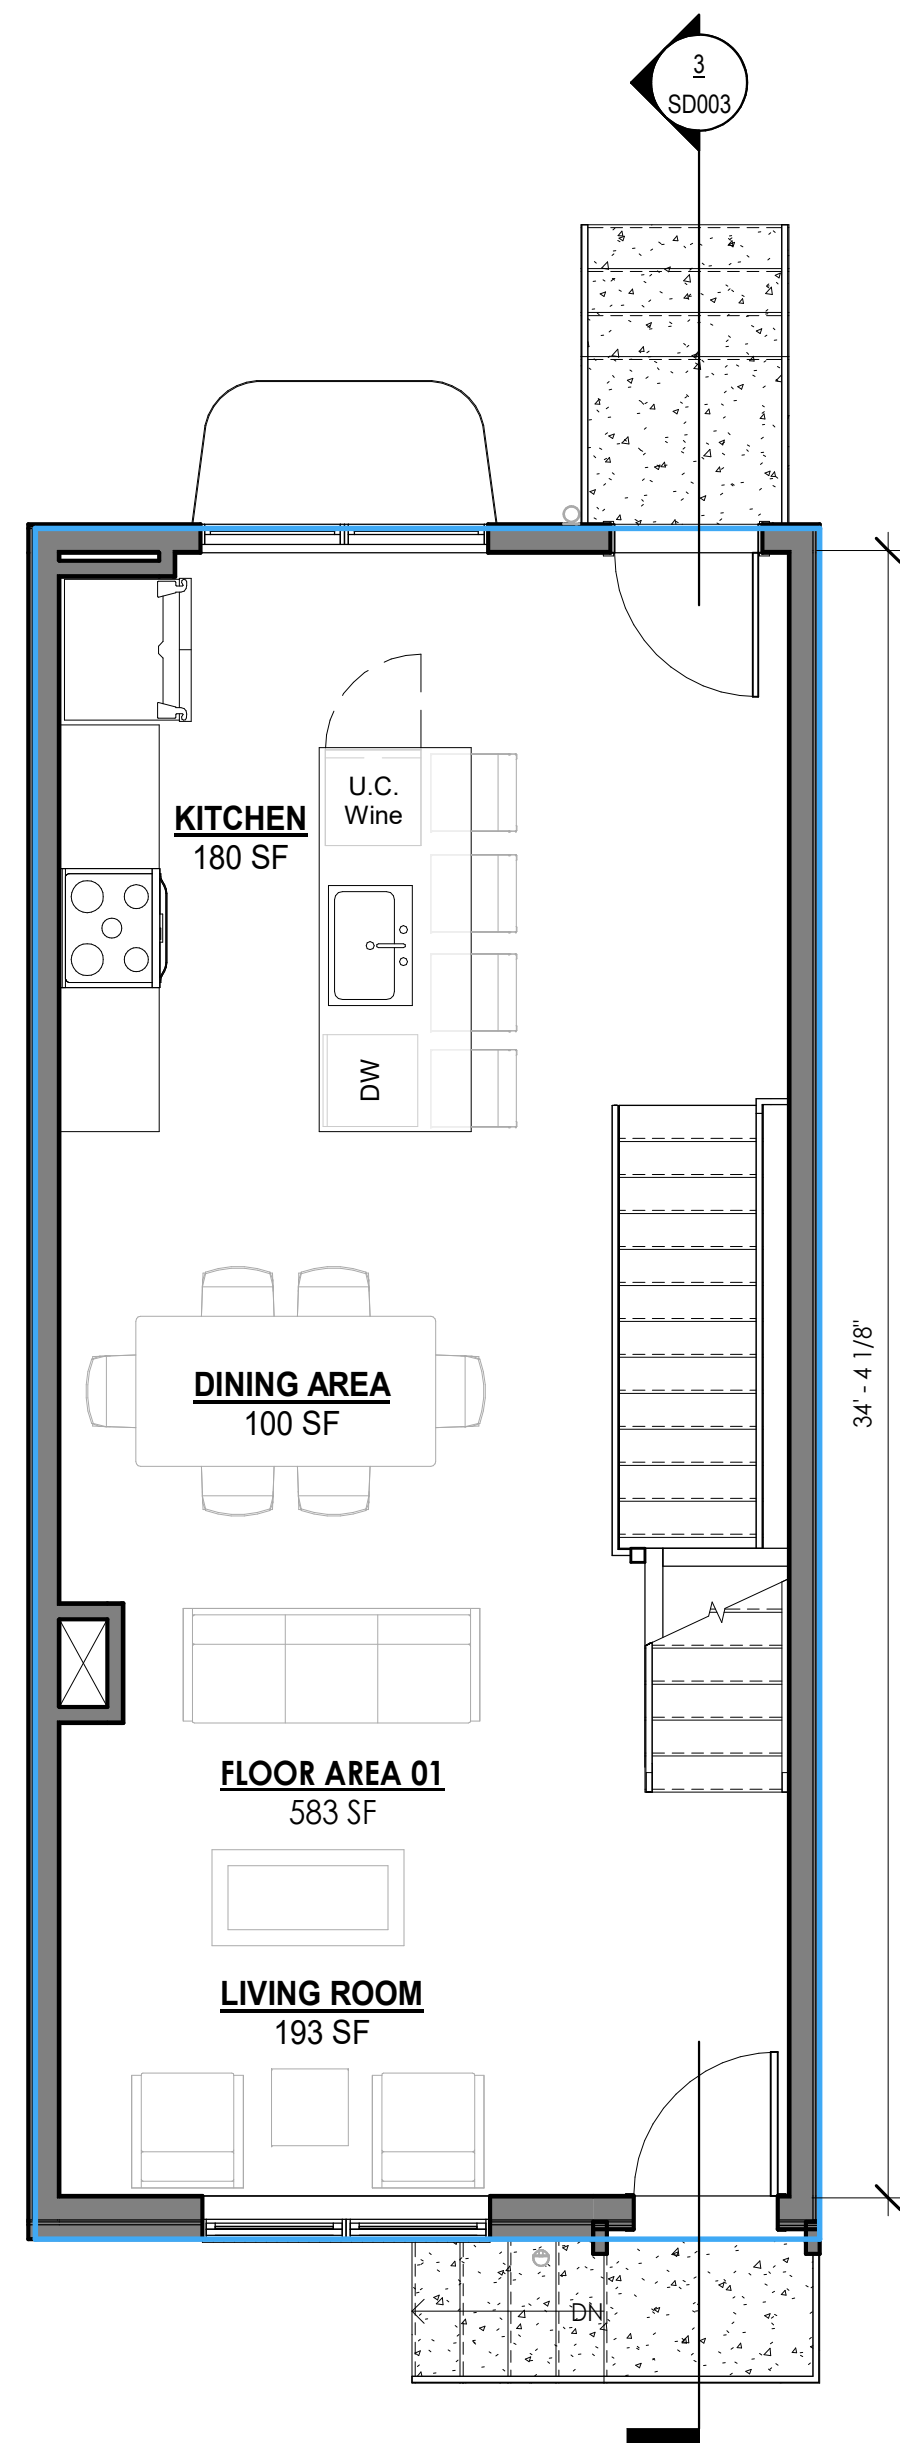 3
SD003
U.C.
Wine
KITCHEN
180 SF
DW
34' - 4 1/8"
DINING AREA
100 SF
FLOOR AREA 01
583 SF
LIVING ROOM
193 SF
DN